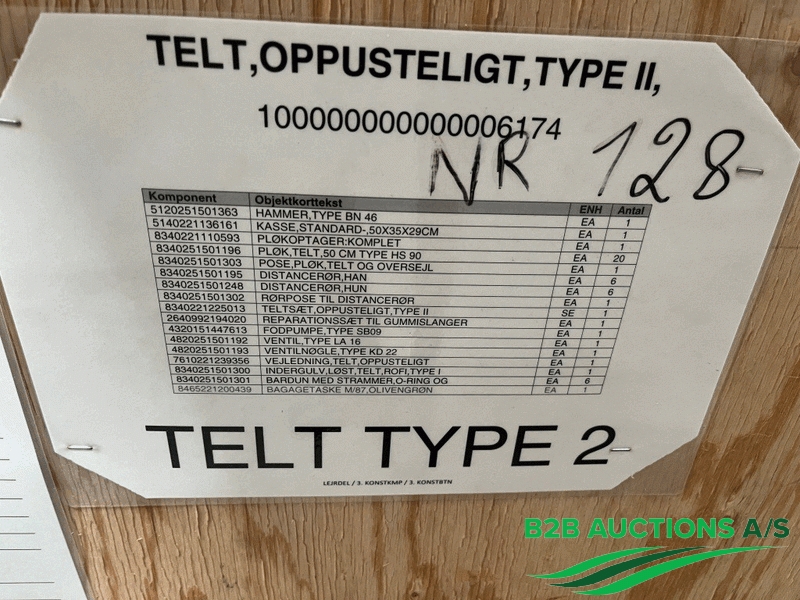 TELT,OPPUSTELIGT,TYPE II,
100000000000006174
NR 128
Komponent Objektkorttekst ENH Antal
5120251501363 HAMMER,TYPE BN 46 EA 1
5140221136161 KASSE,STANDARD-,50X35X29CM EA 1
8340221110593 PLØKOPTAGER:KOMPLET EA 1
8340251501196 PLØK,TELT,50 CM TYPE HS 90 EA 20
8340251501303 POSE,PLØK,TELT OG OVERSEJL EA 1
8340251501195 DISTANCERØR,HAN EA 6
8340251501248 DISTANCERØR,HUN EA 6
8340251501302 RØRPOSE TIL DISTANCERØR EA 1
8340221225013 TELTSÆT,OPPUSTELIGT,TYPE II SE 1
2640992194020 REPARATIONSSÆT TIL GUMMISLANGER EA 1
4320151447613 FODPUMPE,TYPE SB09 EA 1
4820251501192 VENTIL,TYPE LA 16 EA 1
4820251501193 VENTILNØGLE,TYPE KD 22 EA 1
7610221239356 VEJLEDNING,TELT,OPPUSTELIGT EA 1
8340251501300 INDERGULV,LØST,TELT,ROFI,TYPE I EA 1
8340251501301 BARDUN MED STRAMMER,O-RING OG EA 6
8465221200439 BAGAGETASKE M/87,OLIVENGRØN EA 1
TELT TYPE 2
LEJRDEL / 3. KONSTKMP / 3. KONSTBTN
B2B AUCTIONS A/S